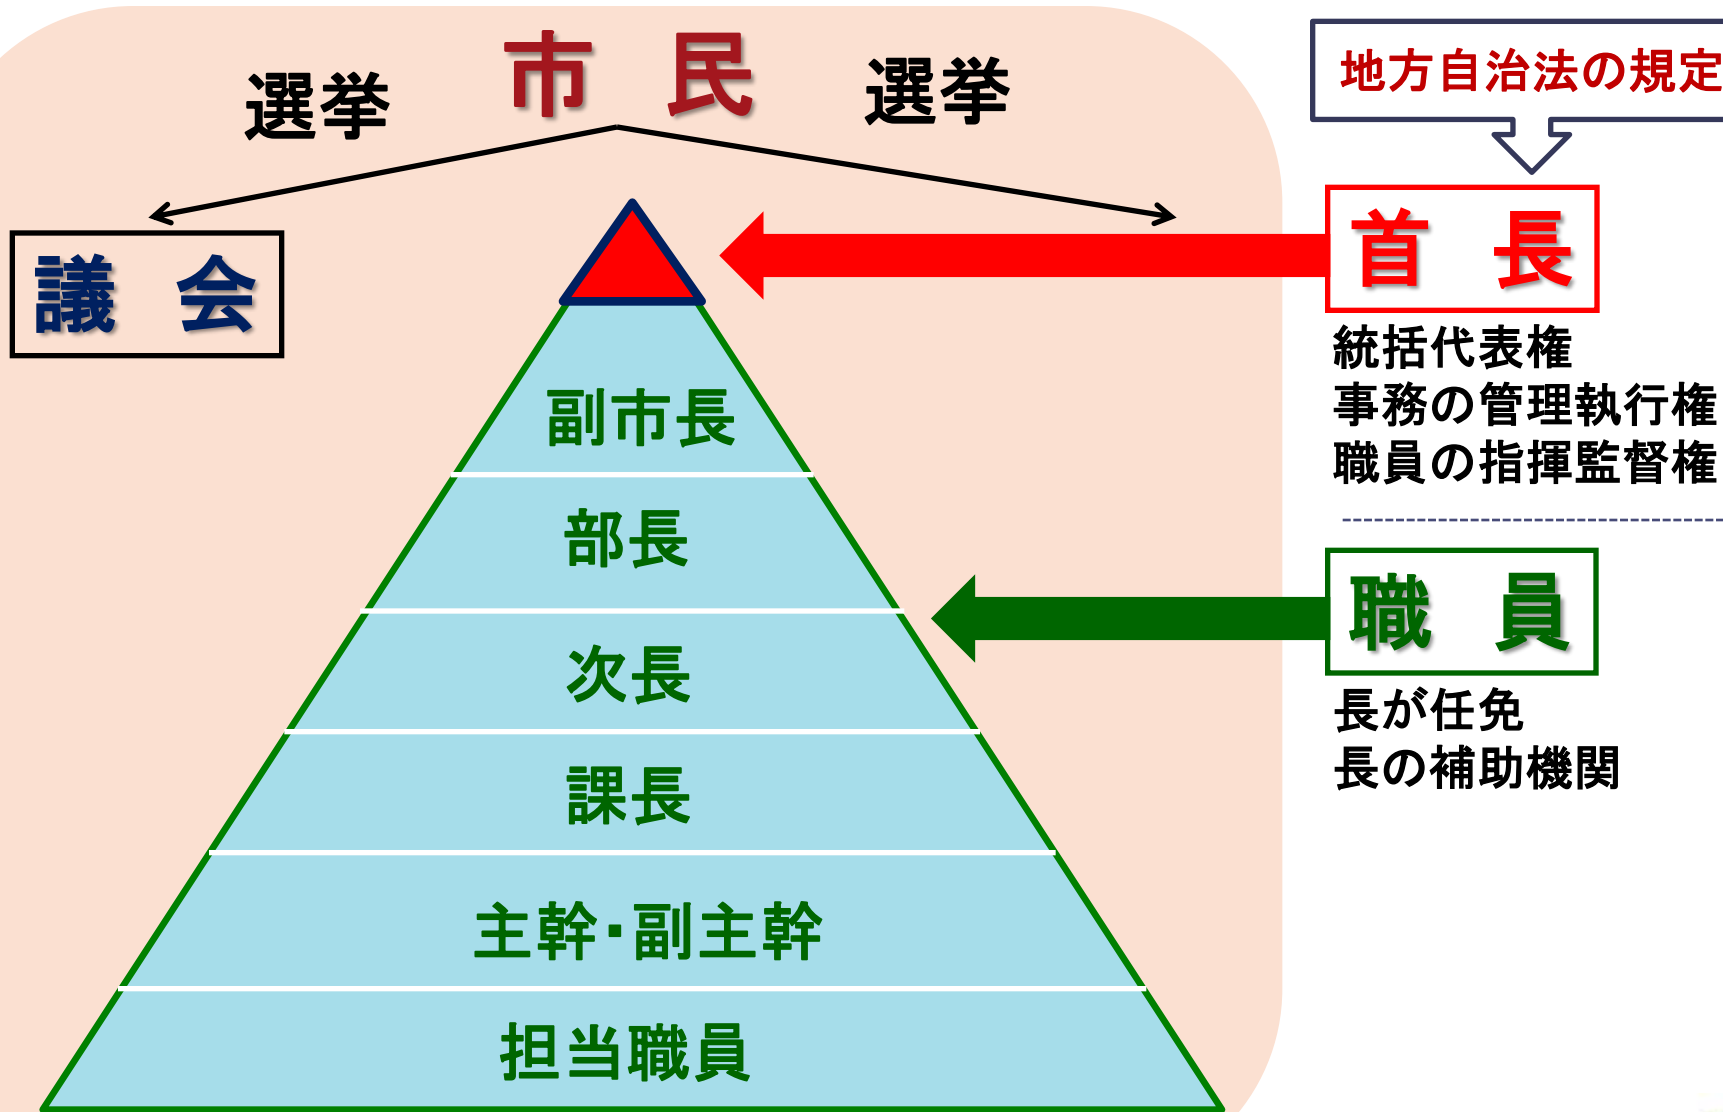 市　民
選挙
選挙
議　会
副市長
部長
次長
課長
主幹・副主幹
担当職員
地方自治法の規定
首　長
統括代表権
事務の管理執行権
職員の指揮監督権
職　員
長が任免
長の補助機関